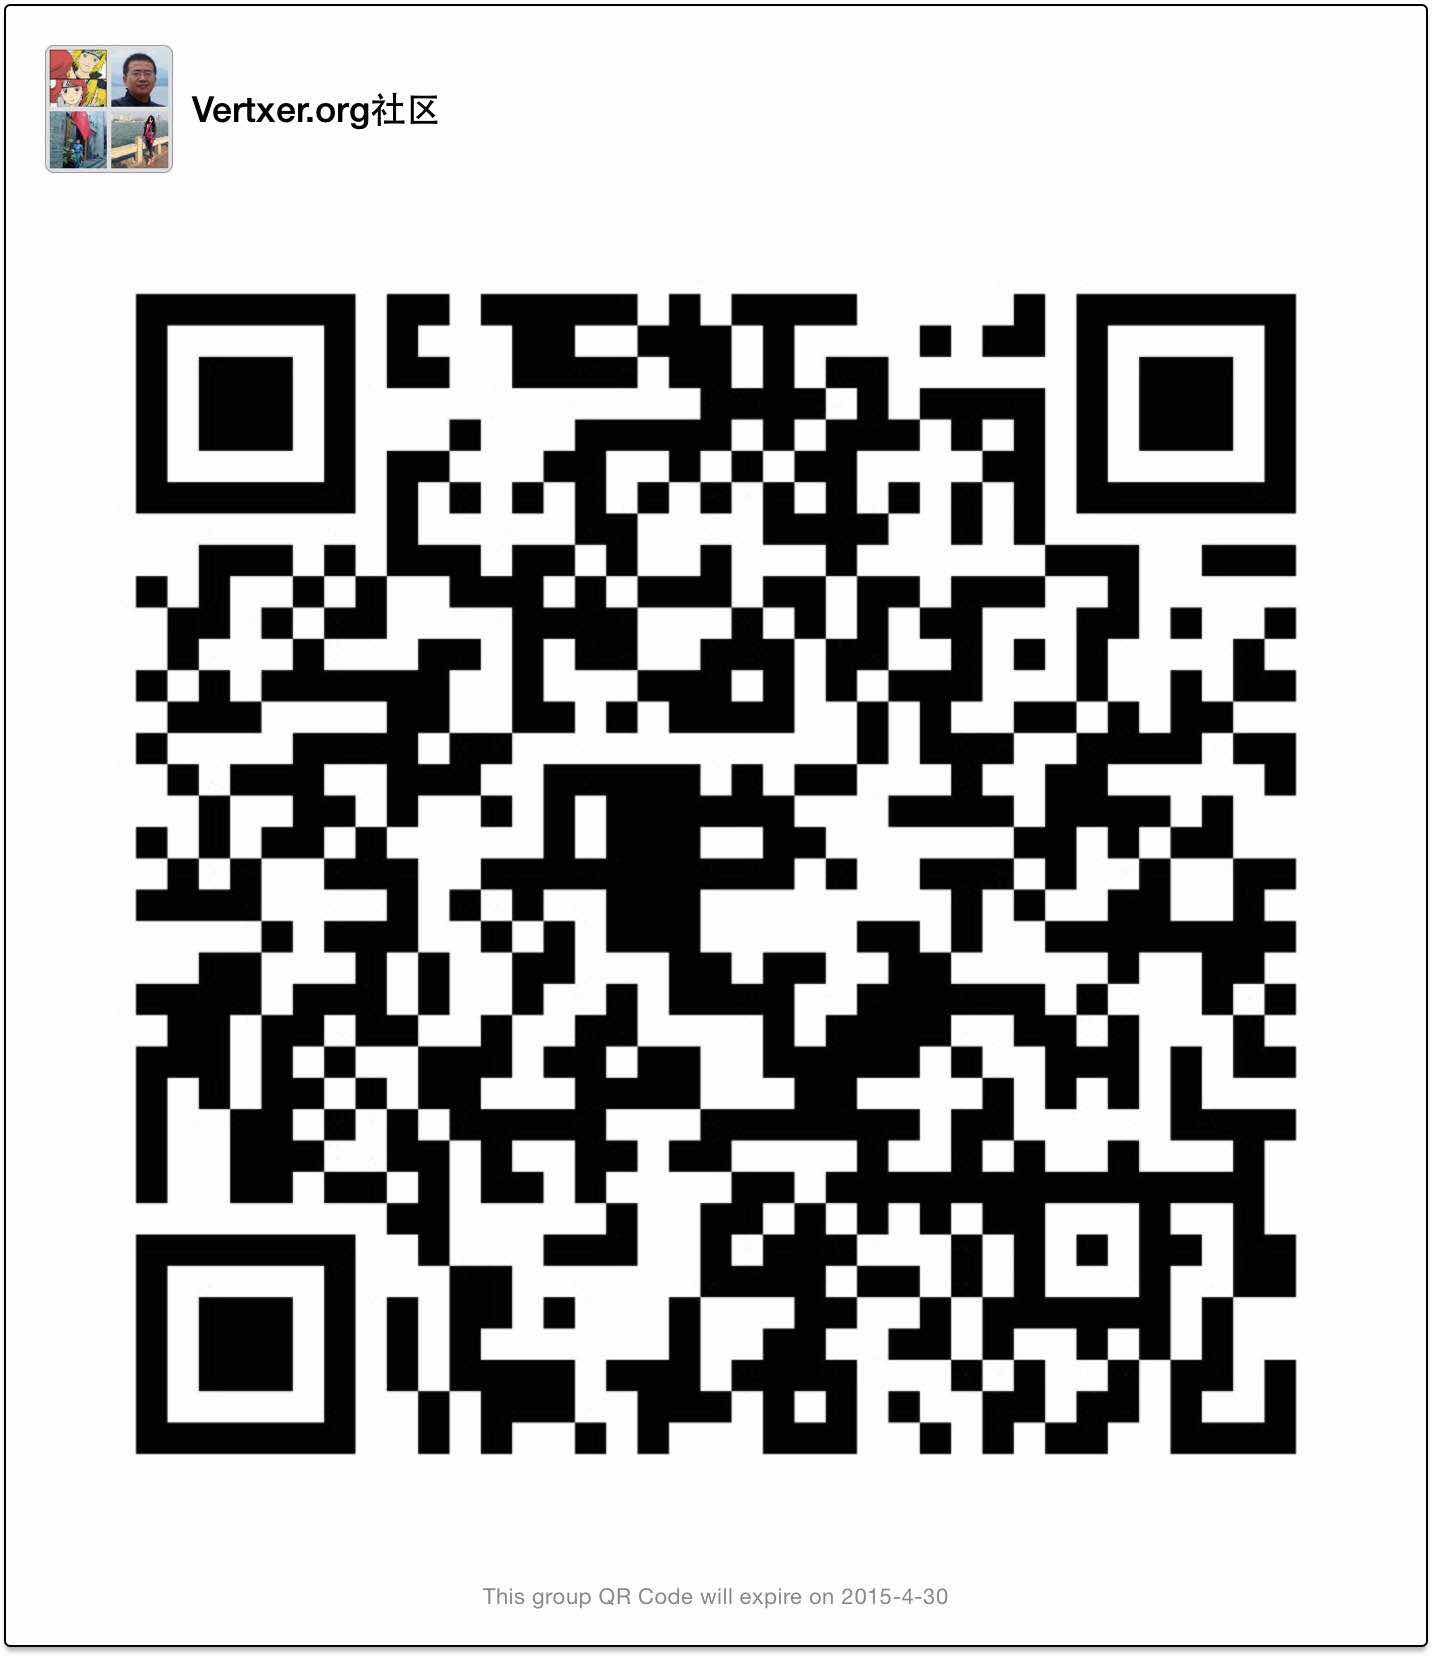 Vertxer.org社区
This group QR Code will expire on 2015-4-30